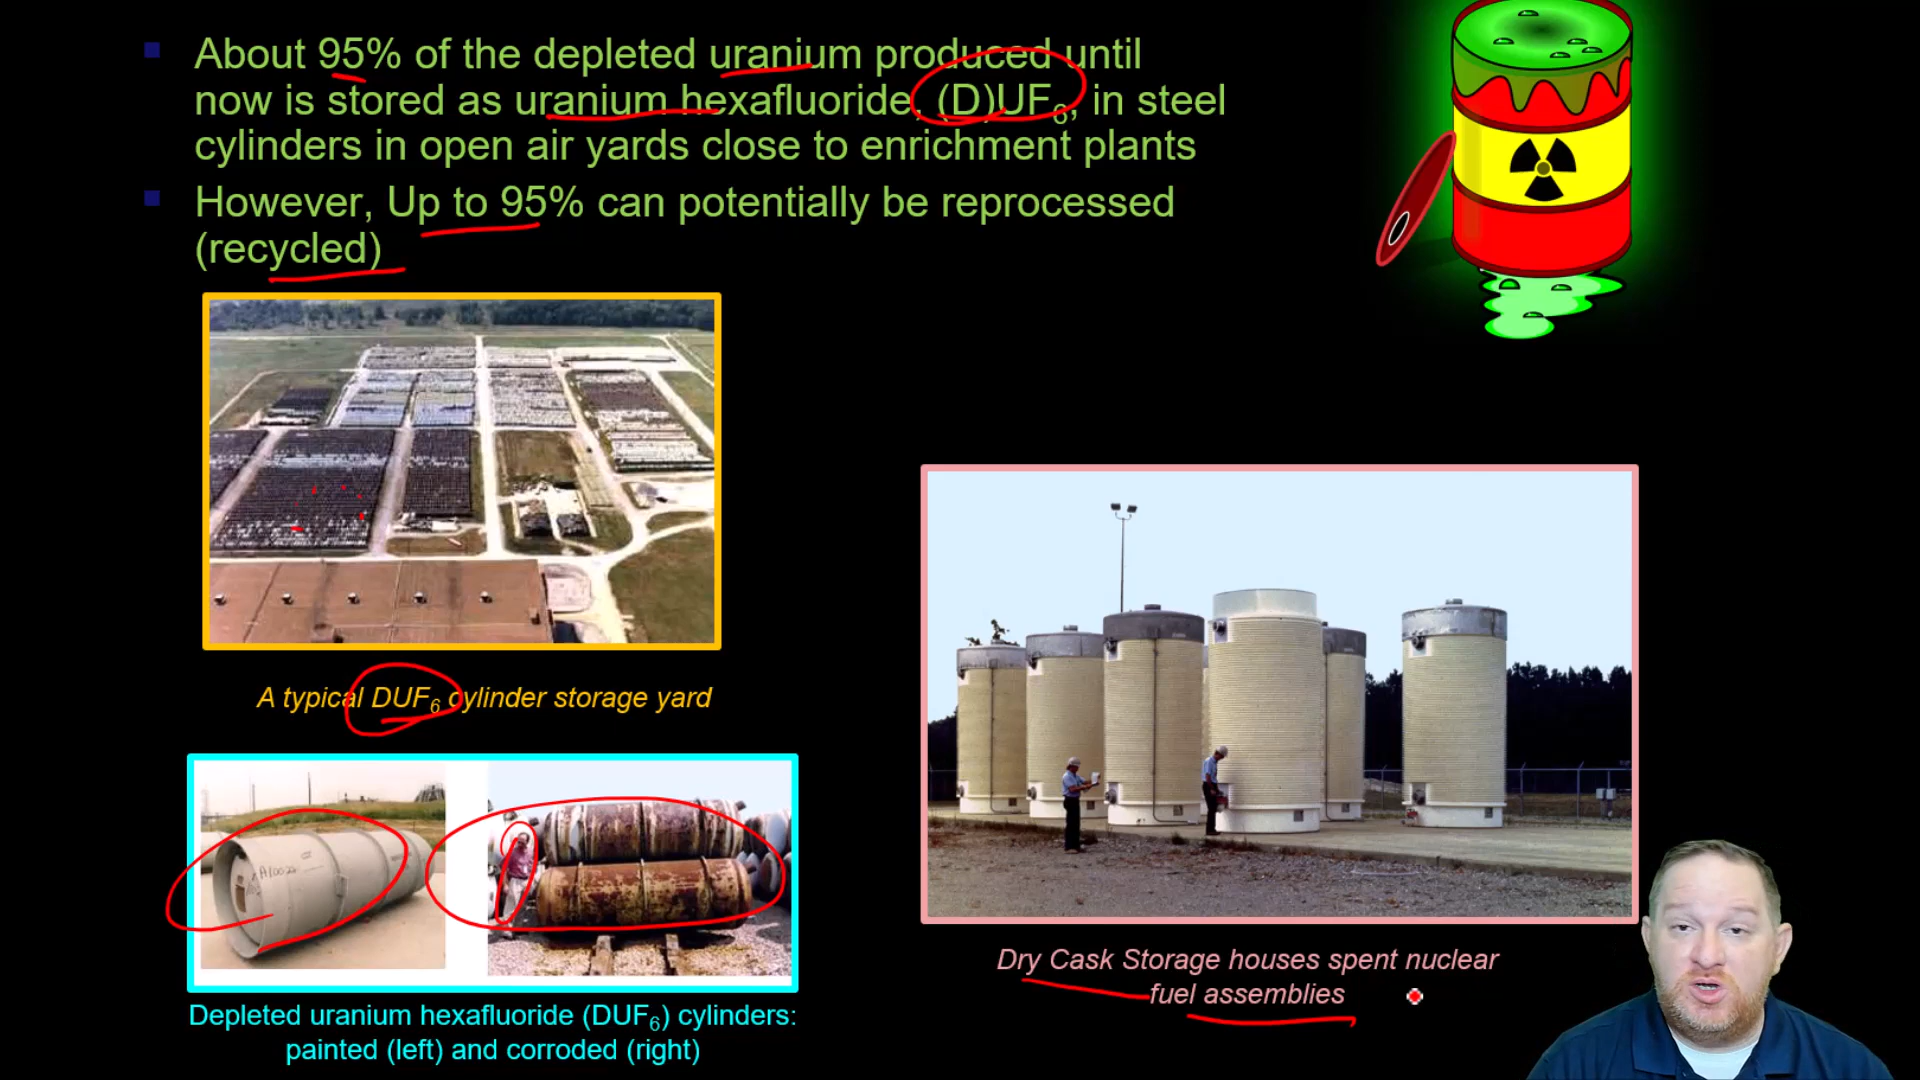 About 95% of the depleted uranium produced until
now is stored as uranium hexafluoride, (D)UF₆, in steel
cylinders in open air yards close to enrichment plants
However, Up to 95% can potentially be reprocessed
(recycled)
A typical DUF₆ cylinder storage yard
Depleted uranium hexafluoride (DUF₆) cylinders:
painted (left) and corroded (right)
Dry Cask Storage houses spent nuclear
fuel assemblies